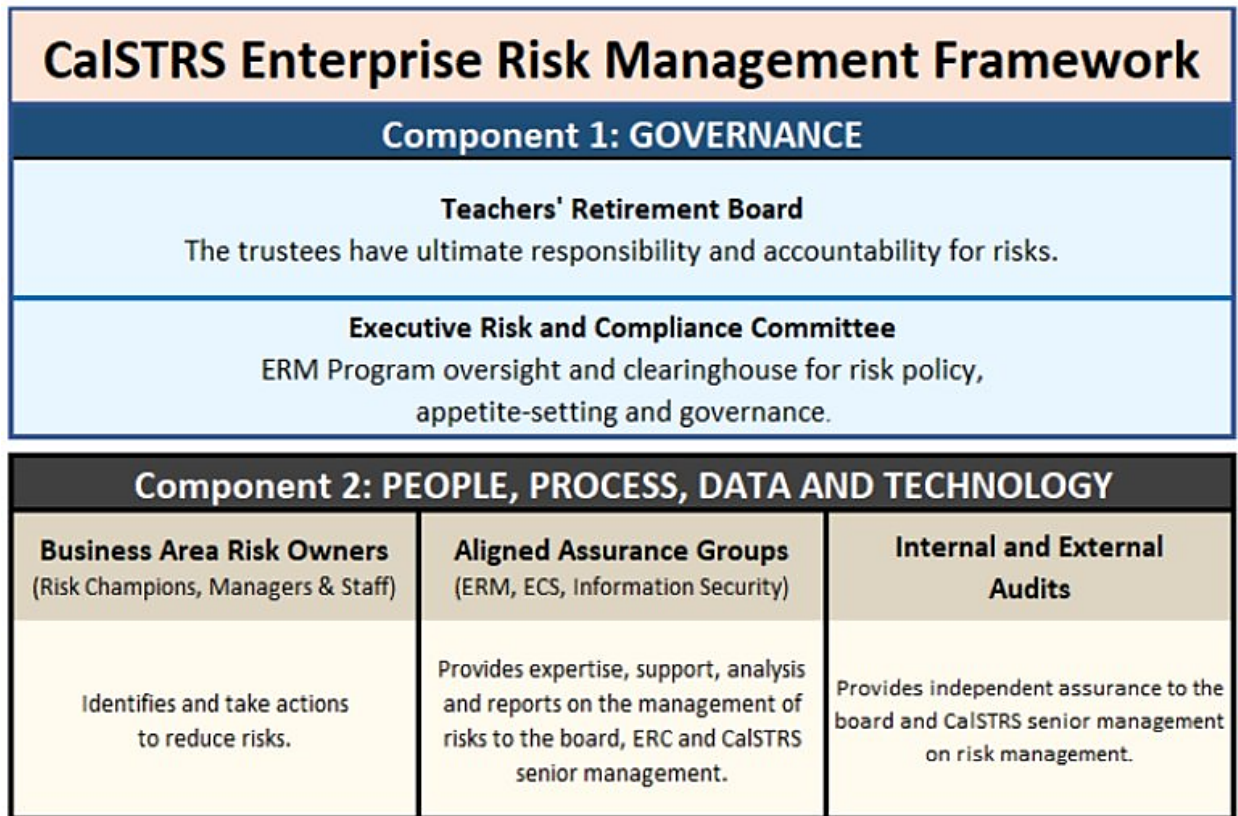 CalSTRS Enterprise Risk Management Framework
Component 1: GOVERNANCE
Teachers' Retirement Board
The trustees have ultimate responsibility and accountability for risks.
Executive Risk and Compliance Committee
ERM Program oversight and clearinghouse for risk policy,
appetite-setting and governance.
Component 2: PEOPLE, PROCESS, DATA AND TECHNOLOGY
Business Area Risk Owners
(Risk Champions, Managers & Staff)
Identifies and take actions
to reduce risks.
Aligned Assurance Groups
(ERM, ECS, Information Security)
Provides expertise, support, analysis
and reports on the management of
risks to the board, ERC and CalSTRS
senior management.
Internal and External
Audits
Provides independent assurance to the
board and CalSTRS senior management
on risk management.